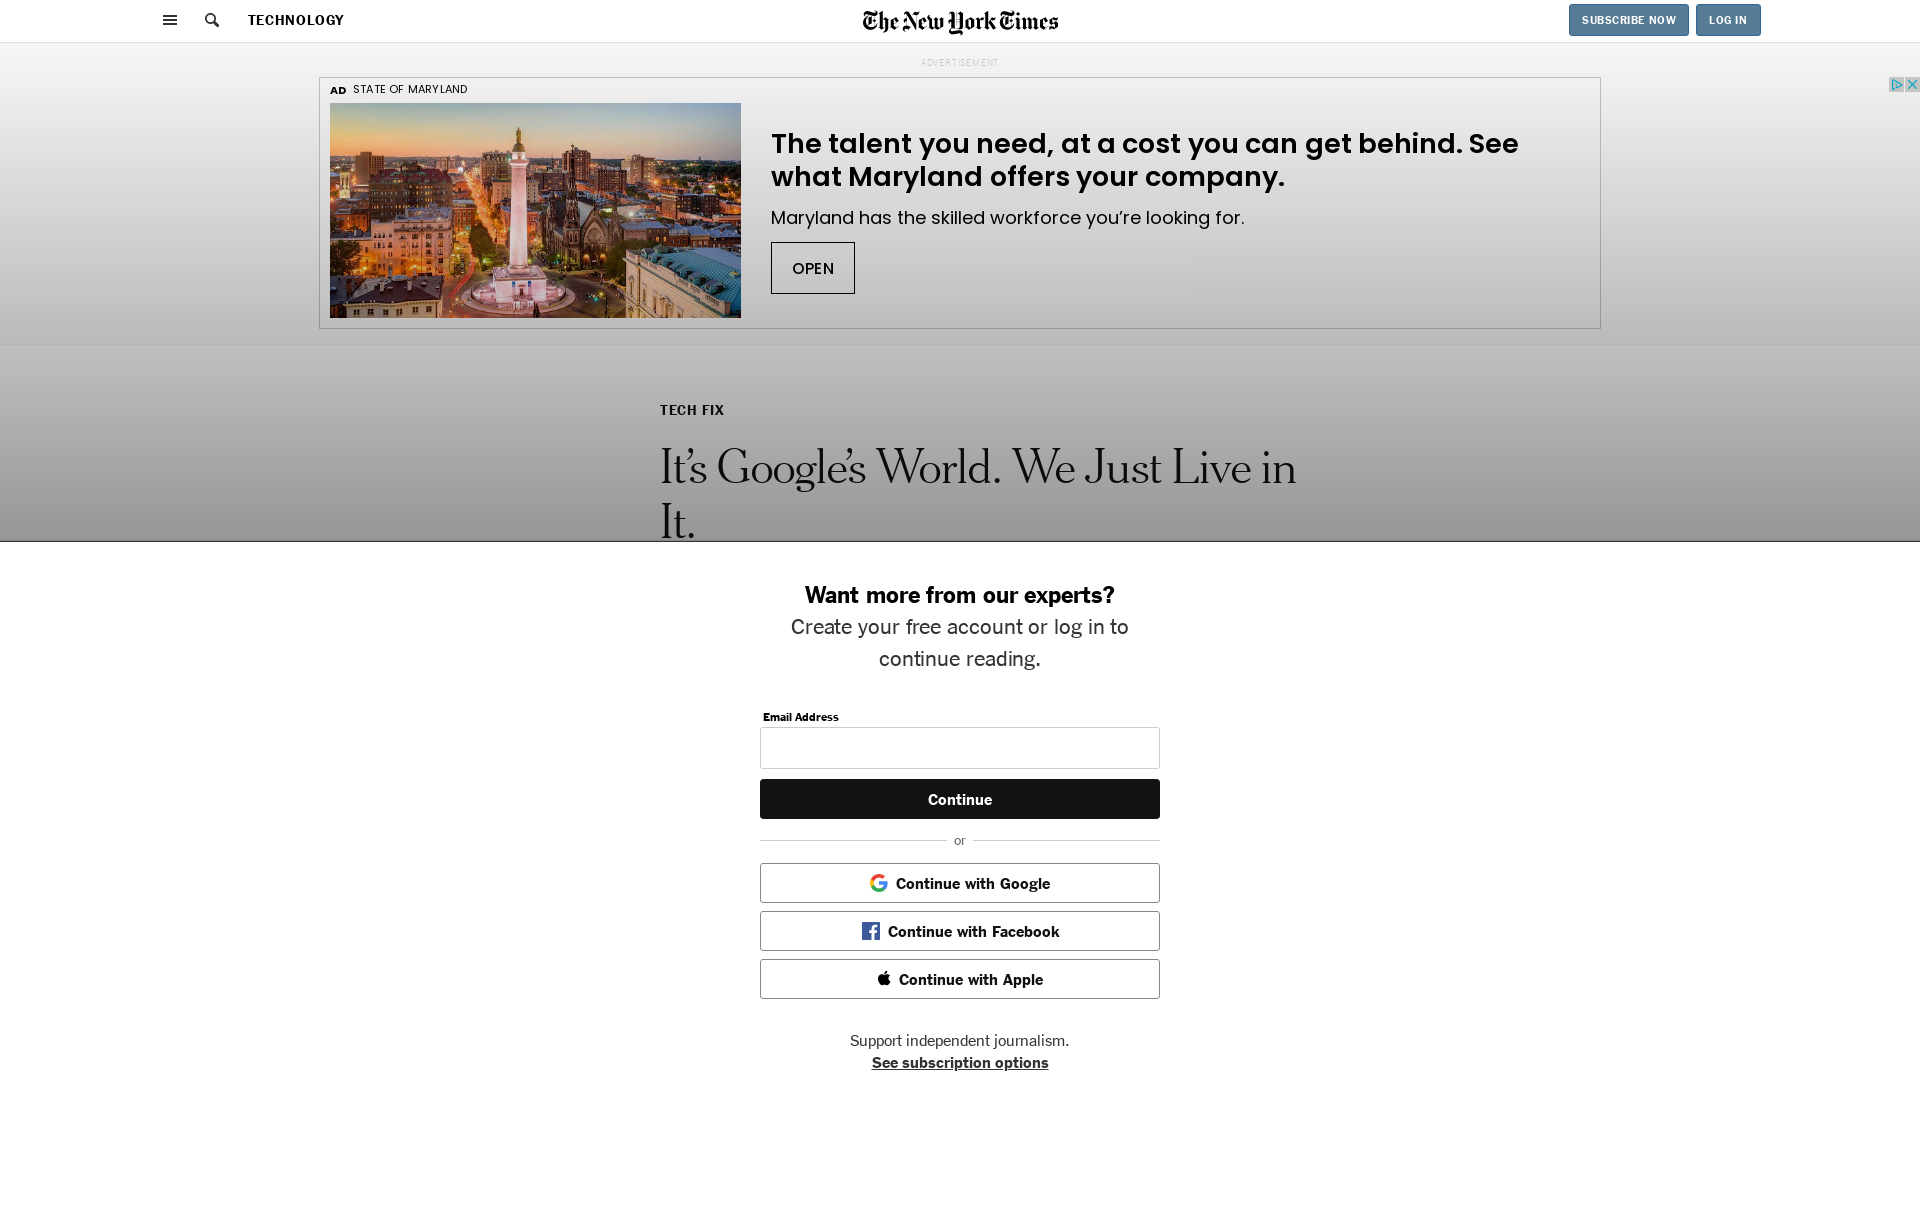 TECHNOLOGY
The New York Times
SUBSCRIBE NOW
LOG IN
ADVERTISEMENT
AD STATE OF MARYLAND
The talent you need, at a cost you can get behind. See
what Maryland offers your company.
Maryland has the skilled workforce you’re looking for.
OPEN
TECH FIX
It’s Google’s World. We Just Live in
It.
Want more from our experts?
Create your free account or log in to
continue reading.
Email Address
Continue
or
Continue with Google
Continue with Facebook
Continue with Apple
Support independent journalism.
See subscription options